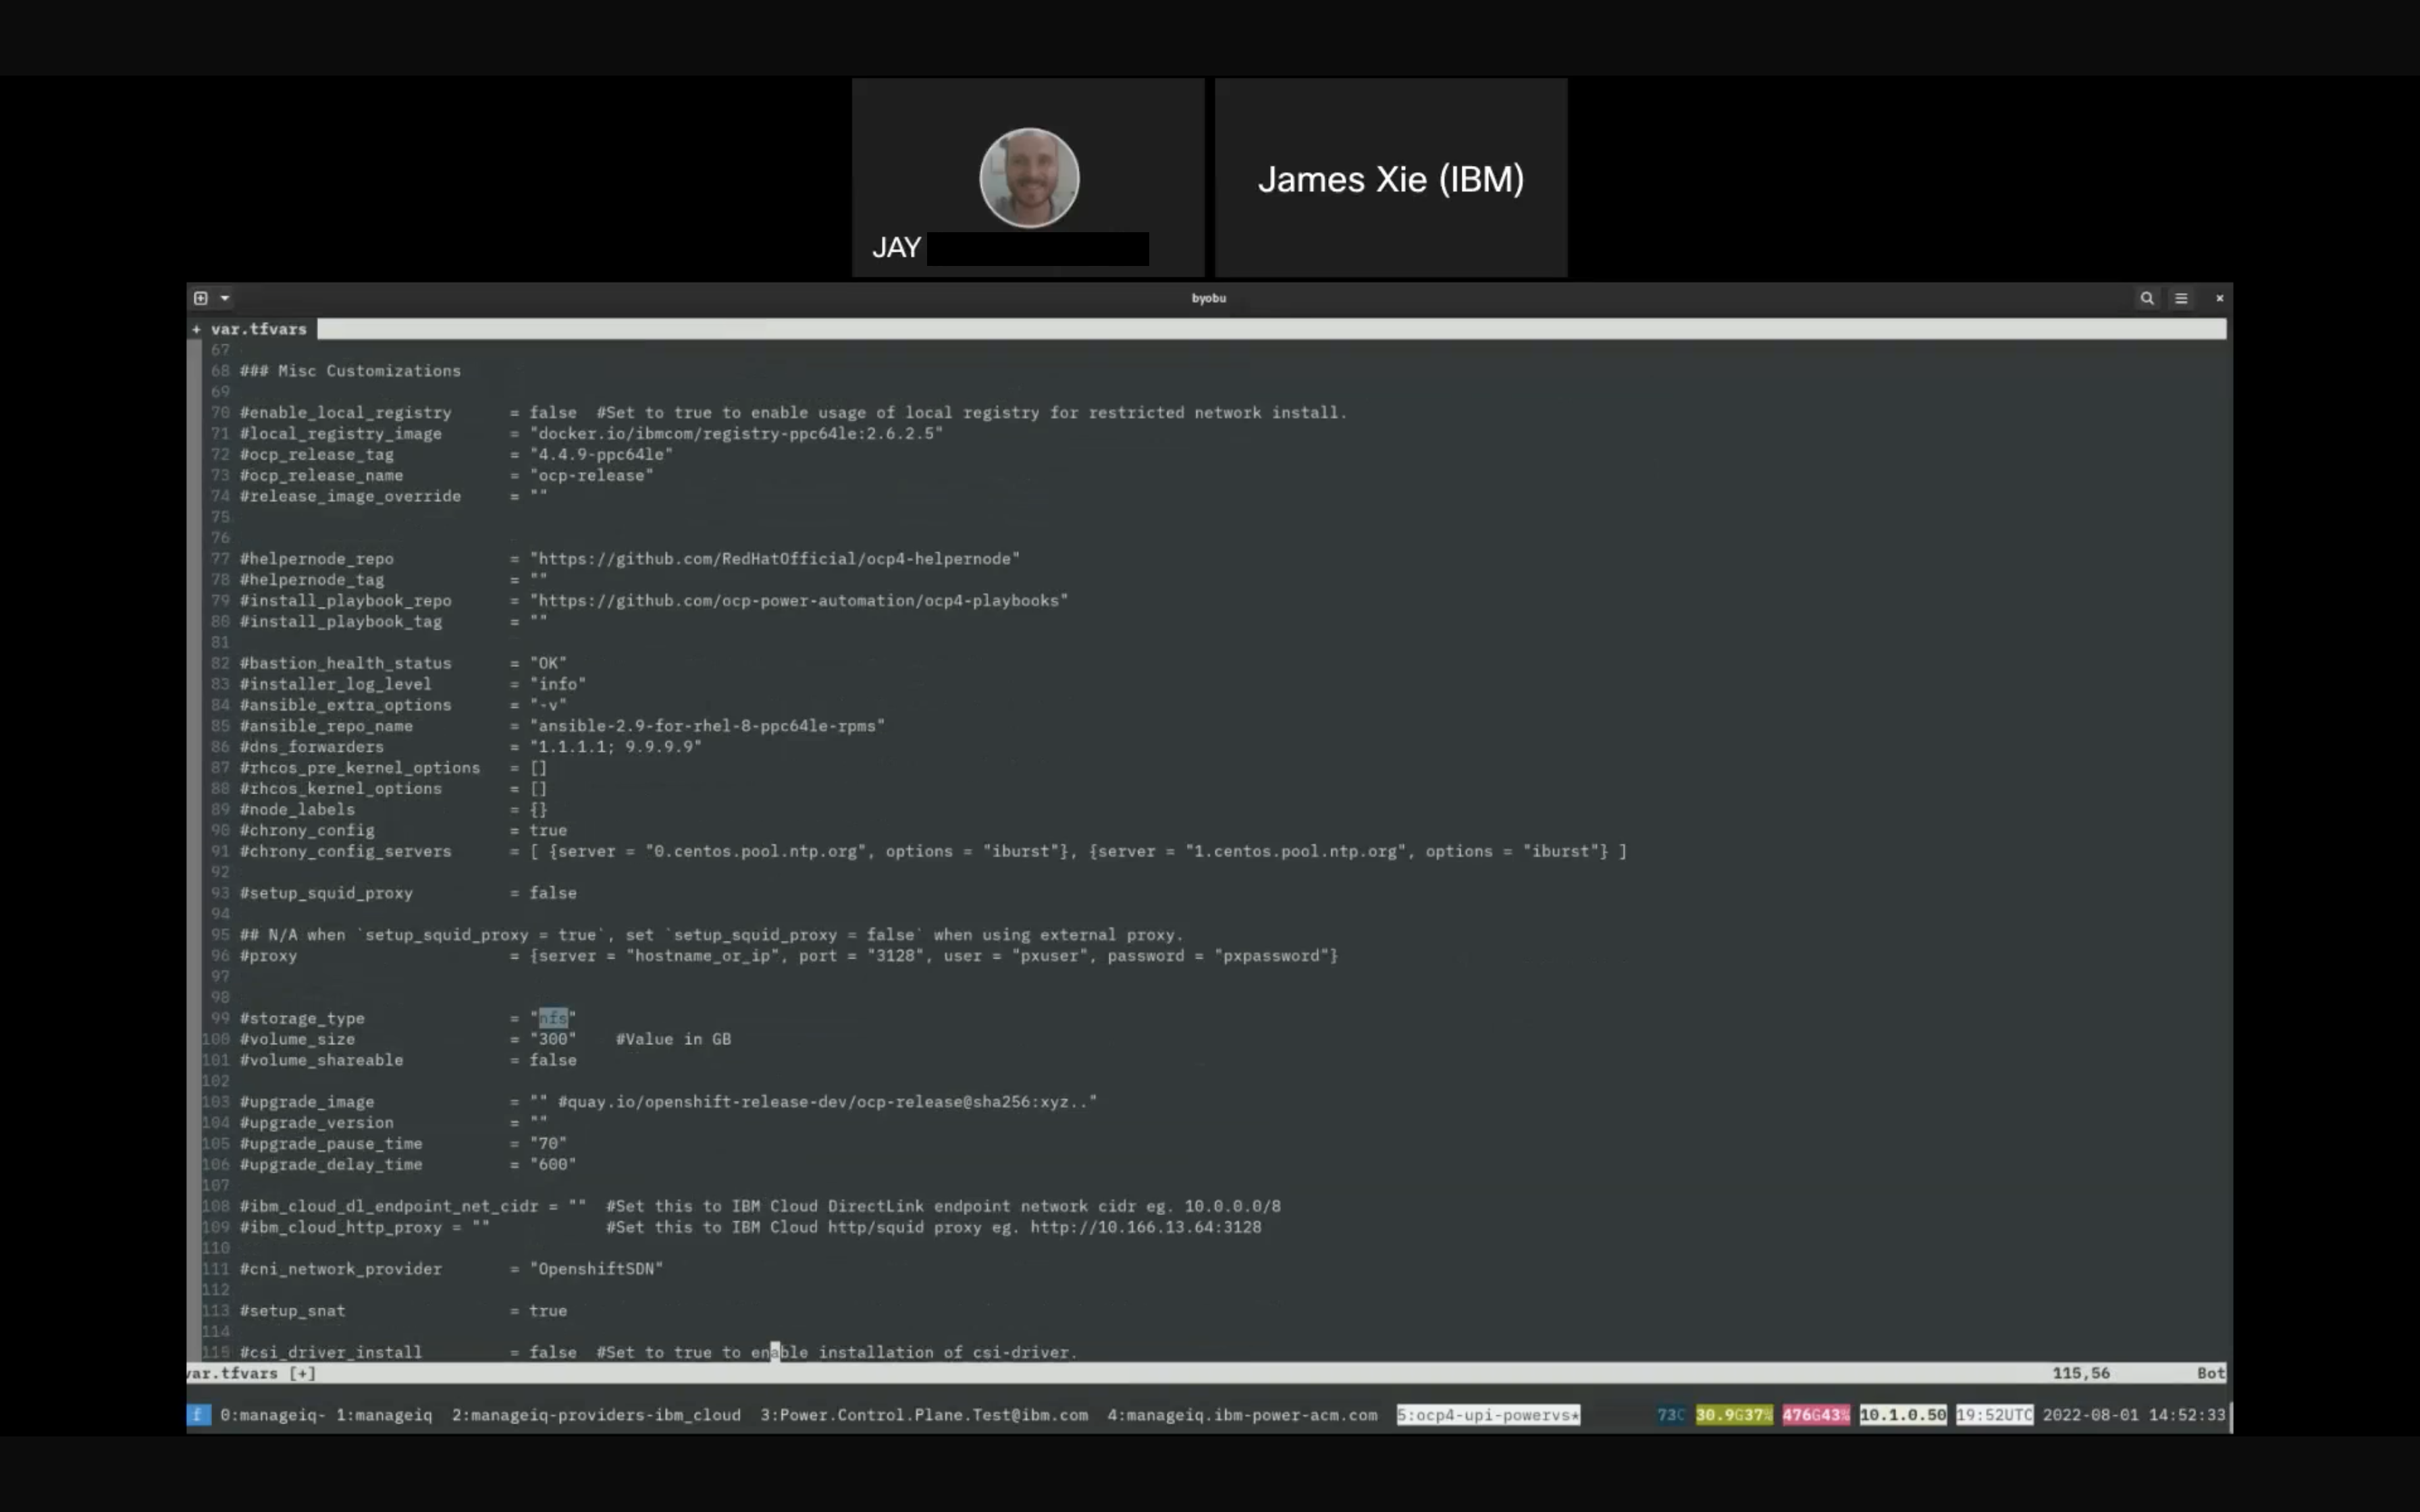 JAY
James Xie (IBM)
byobu
+ var.tfvars
67
68 ### Misc Customizations
69
70 #enable_local_registry = false #Set to true to enable usage of local registry for restricted network install.
71 #local_registry_image = "docker.io/ibmcom/registry-ppc64le:2.6.2.5"
72 #ocp_release_tag = "4.4.9-ppc64le"
73 #ocp_release_name = "ocp-release"
74 #release_image_override = ""
75
76
77 #helpernode_repo = "https://github.com/RedHatOfficial/ocp4-helpernode"
78 #helpernode_tag = ""
79 #install_playbook_repo = "https://github.com/ocp-power-automation/ocp4-playbooks"
80 #install_playbook_tag = ""
81
82 #bastion_health_status = "OK"
83 #installer_log_level = "info"
84 #ansible_extra_options = "-v"
85 #ansible_repo_name = "ansible-2.9-for-rhel-8-ppc64le-rpms"
86 #dns_forwarders = "1.1.1.1; 9.9.9.9"
87 #rhcos_pre_kernel_options = []
88 #rhcos_kernel_options = []
89 #node_labels = {}
90 #chrony_config = true
91 #chrony_config_servers = [ {server = "0.centos.pool.ntp.org", options = "iburst"}, {server = "1.centos.pool.ntp.org", options = "iburst"} ]
92
93 #setup_squid_proxy = false
94
95 ## N/A when `setup_squid_proxy = true`, set `setup_squid_proxy = false` when using external proxy.
96 #proxy = {server = "hostname_or_ip", port = "3128", user = "pxuser", password = "pxpassword"}
97
98
99 #storage_type = "nfs"
100 #volume_size = "300" #Value in GB
101 #volume_shareable = false
102
103 #upgrade_image = "" #quay.io/openshift-release-dev/ocp-release@sha256:xyz.."
104 #upgrade_version = ""
105 #upgrade_pause_time = "70"
106 #upgrade_delay_time = "600"
107
108 #ibm_cloud_dl_endpoint_net_cidr = "" #Set this to IBM Cloud DirectLink endpoint network cidr eg. 10.0.0.0/8
109 #ibm_cloud_http_proxy = "" #Set this to IBM Cloud http/squid proxy eg. http://10.166.13.64:3128
110
111 #cni_network_provider = "OpenshiftSDN"
112
113 #setup_snat = true
114
115 #csi_driver_install = false #Set to true to enable installation of csi-driver.
var.tfvars [+] 115,56 Bot
f 0:manageiq- 1:manageiq 2:manageiq-providers-ibm_cloud 3:Power.Control.Plane.Test@ibm.com 4:manageiq.ibm-power-acm.com 5:ocp4-upi-powervs* 73C 30.9G37% 476G43% 10.1.0.50 19:52UTC 2022-08-01 14:52:33